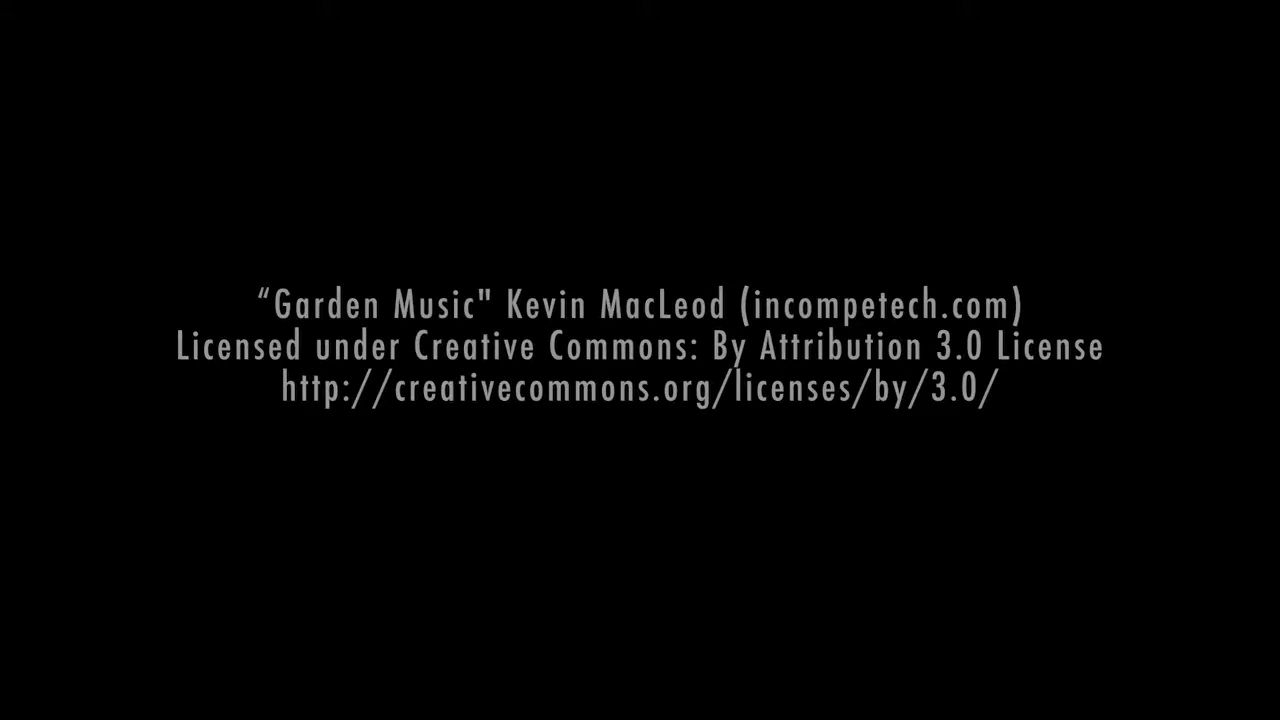 “Garden Music" Kevin MacLeod (incompetech.com)
Licensed under Creative Commons: By Attribution 3.0 License
http://creativecommons.org/licenses/by/3.0/